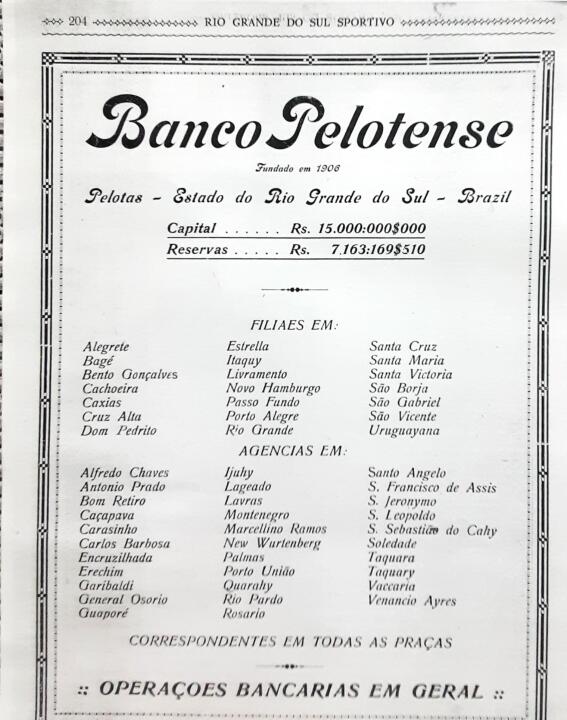 204 RIO GRANDE DO SUL SPORTIVO
Banco Pelotense
Fundado em 1906
Pelotas - Estado do Rio Grande do Sul - Brazil
Capital . . . . . . Rs. 15.000:000$000
Reservas . . . . . Rs. 7.163:169$510
FILIAES EM:
Alegrete Estrella Santa Cruz
Bagé Itaquy Santa Maria
Bento Gonçalves Livramento Santa Victoria
Cachoeira Novo Hamburgo São Borja
Caxias Passo Fundo São Gabriel
Cruz Alta Porto Alegre São Vicente
Dom Pedrito Rio Grande Uruguayana
AGENCIAS EM:
Alfredo Chaves Ijuhy Santo Angelo
Antonio Prado Lageado S. Francisco de Assis
Bom Retiro Lavras S. Jeronymo
Caçapava Montenegro S. Leopoldo
Carasinho Marcellino Ramos S. Sebastião do Cahy
Carlos Barbosa New Wurtenberg Soledade
Encruzilhada Palmas Taquara
Erechim Porto União Taquary
Garibaldi Quarahy Vaccaria
General Osorio Rio Pardo Venancio Ayres
Guaporé Rosario
CORRESPONDENTES EM TODAS AS PRAÇAS
:: OPERAÇOES BANCARIAS EM GERAL ::